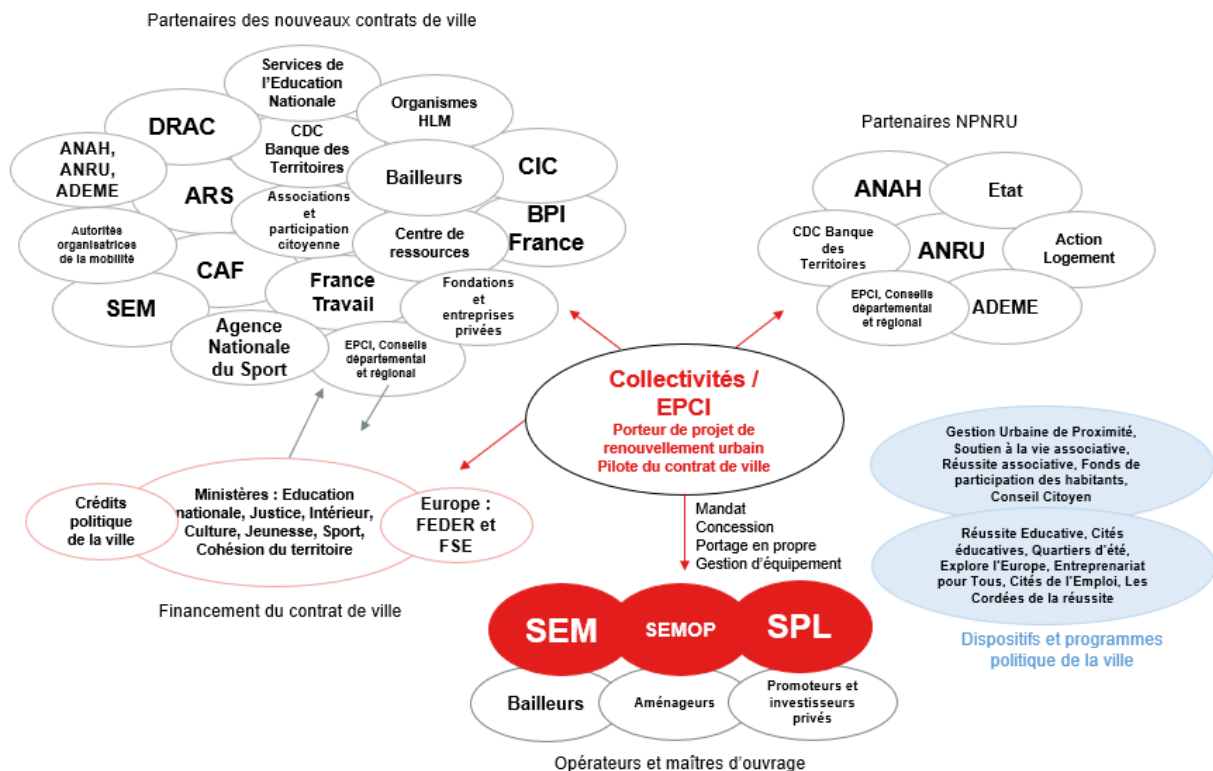 Partenaires des nouveaux contrats de ville
Services de
l'Education
Nationale
Organismes
HLM
DRAC
CDC
Banque des
Territoires
ANAH,
ANRU,
ADEME
Bailleurs
CIC
ARS
Associations
et
participation
citoyenne
BPI
France
Autorités
organisatrices
de la mobilité
Centre de
ressources
CAF
France
Travail
Fondations
et
entreprises
privées
SEM
Agence
Nationale
du Sport
EPCI, Conseils
départemental
et régional
Partenaires NPNRU
ANAH
Etat
CDC Banque
des
Territoires
ANRU
Action
Logement
EPCI, Conseils
départemental
et régional
ADEME
Collectivités /
EPCI
Porteur de projet de
renouvellement urbain
Pilote du contrat de ville
Crédits
politique
de la ville
Ministères : Education
nationale, Justice, Intérieur,
Culture, Jeunesse, Sport,
Cohésion du territoire
Europe :
FEDER et
FSE
Financement du contrat de ville
Mandat
Concession
Portage en propre
Gestion d'équipement
SEM
SEMOP
SPL
Bailleurs
Aménageurs
Promoteurs et
investisseurs
privés
Opérateurs et maîtres d'ouvrage
Gestion Urbaine de Proximité,
Soutien à la vie associative,
Réussite associative, Fonds de
participation des habitants,
Conseil Citoyen
Réussite Educative, Cités
éducatives, Quartiers d'été,
Explore l'Europe, Entreprenariat
pour Tous, Cités de l'Emploi, Les
Cordées de la réussite
Dispositifs et programmes
politique de la ville